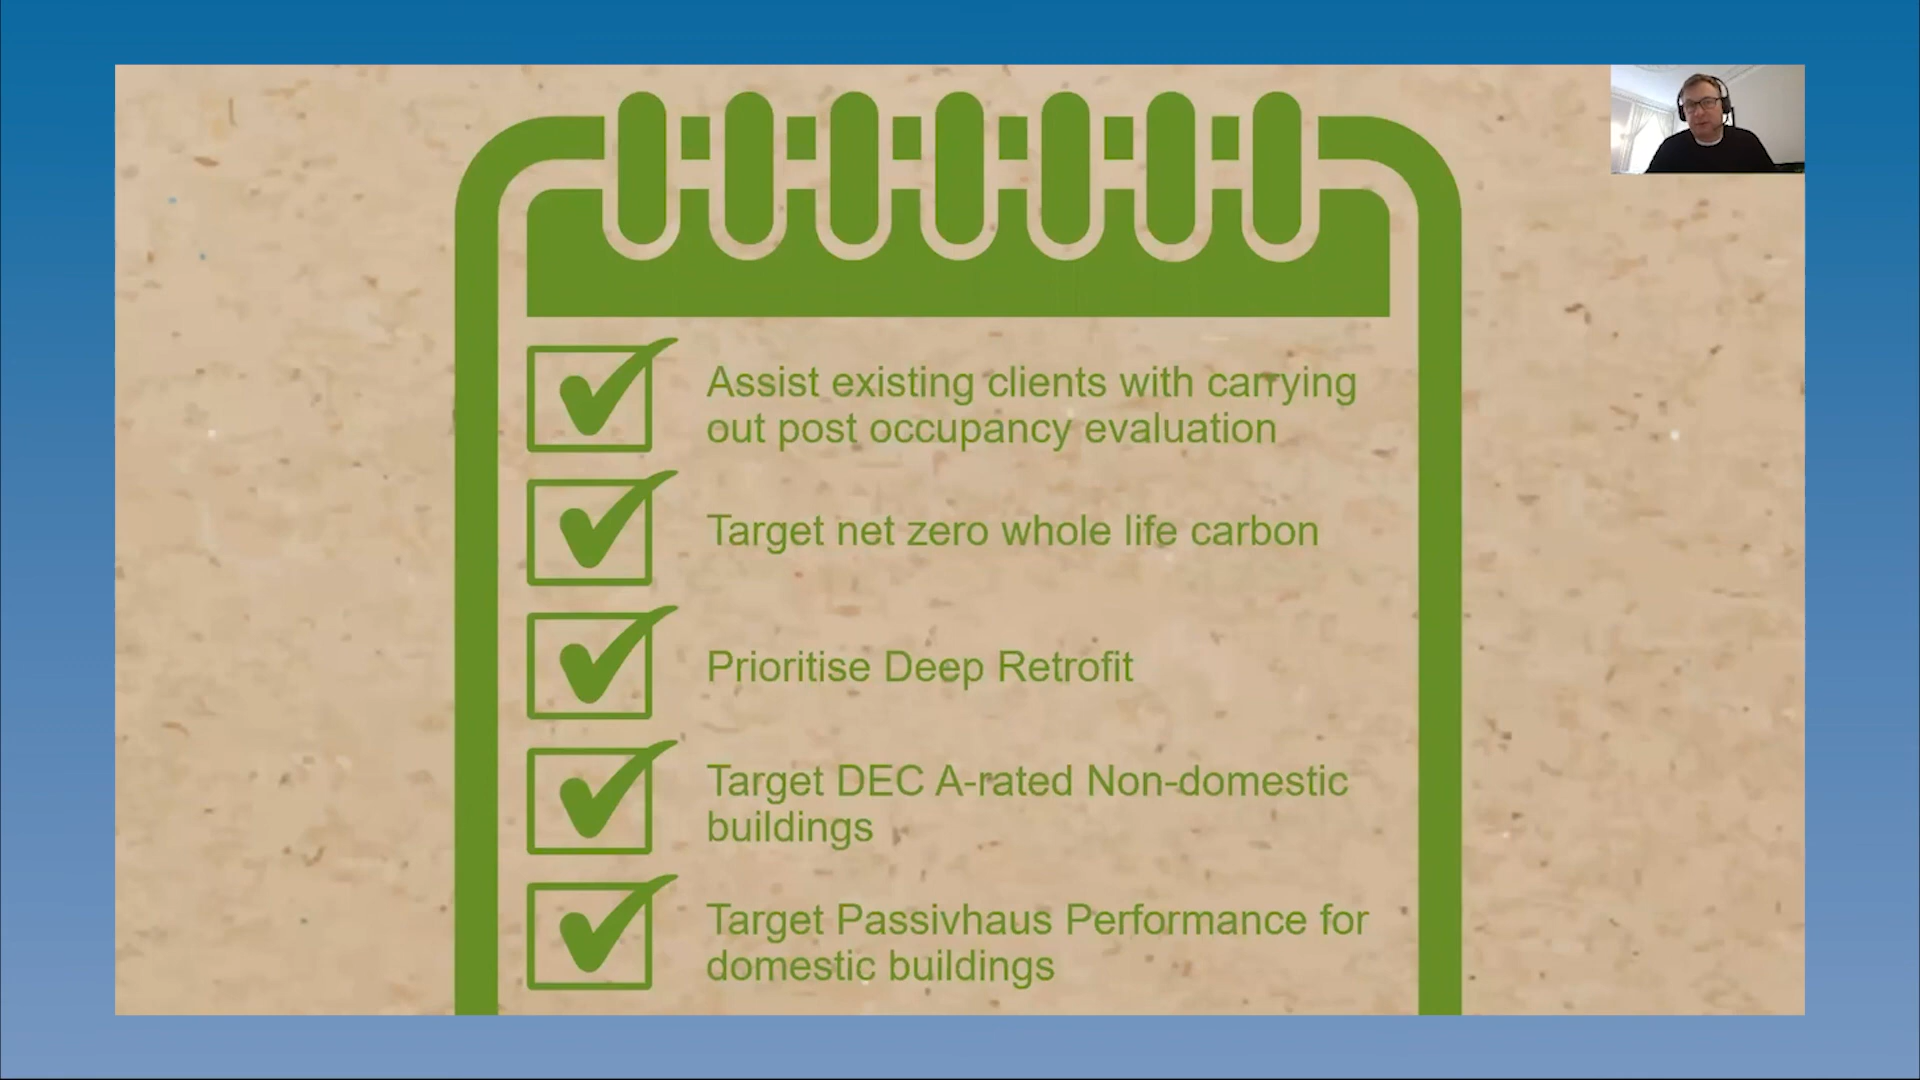 Assist existing clients with carrying
out post occupancy evaluation
Target net zero whole life carbon
Prioritise Deep Retrofit
Target DEC A-rated Non-domestic
buildings
Target Passivhaus Performance for
domestic buildings